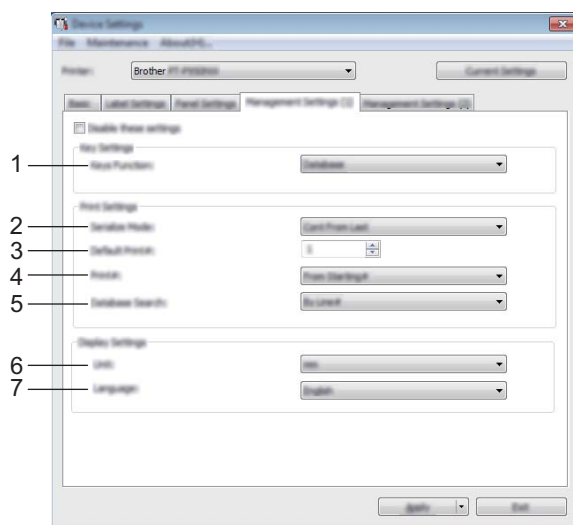 Device Settings
File Maintenance About(H)...
Printer: Brother
Current Settings
Basic Label Settings Panel Settings Management Settings (1) Management Settings (2)
Disable these settings
Key Settings
1 Keys Function: Database
Print Settings
2 Serialize Mode: Cont From Last
3 Default Print#: 1
4 Print#: From Starting#
5 Database Search: By Line#
Display Settings
6 Unit: mm
7 Language: English
Apply Exit